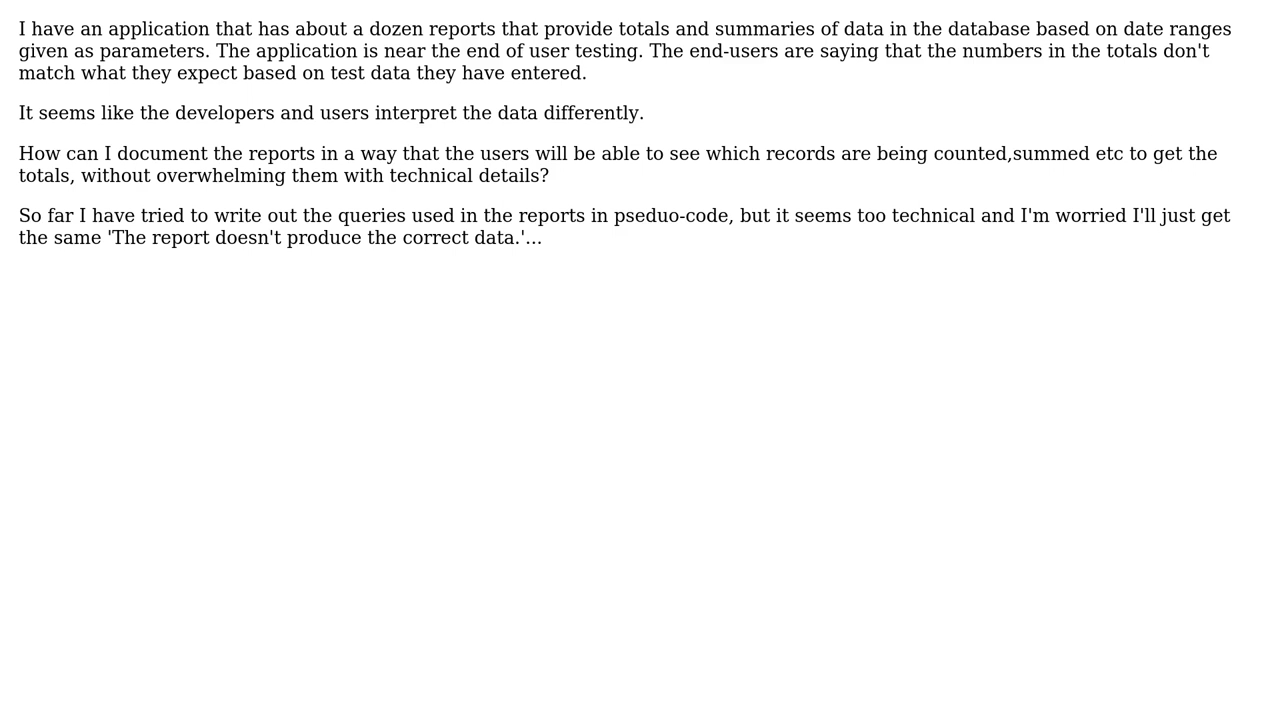 I have an application that has about a dozen reports that provide totals and summaries of data in the database based on date ranges
given as parameters. The application is near the end of user testing. The end-users are saying that the numbers in the totals don't
match what they expect based on test data they have entered.
It seems like the developers and users interpret the data differently.
How can I document the reports in a way that the users will be able to see which records are being counted,summed etc to get the
totals, without overwhelming them with technical details?
So far I have tried to write out the queries used in the reports in pseduo-code, but it seems too technical and I'm worried I'll just get
the same 'The report doesn't produce the correct data.'...